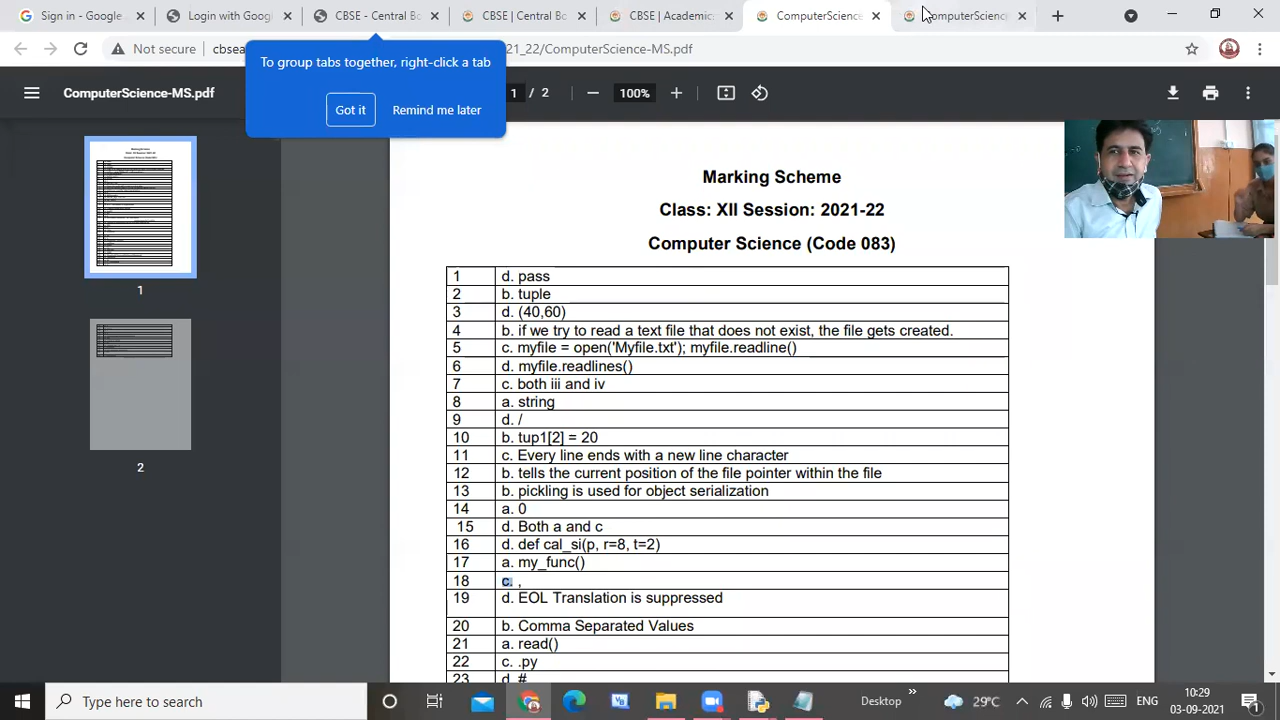 Sign in - Google
Login with Goog
CBSE - Central Bo
CBSE | Central Bo
CBSE | Academic
ComputerScience
ComputerScience
Not secure
cbsea
21_22/ComputerScience-MS.pdf
To group tabs together, right-click a tab
Got it
Remind me later
ComputerScience-MS.pdf
1 / 2
100%
1
2
Marking Scheme
Class: XII Session: 2021-22
Computer Science (Code 083)
1 d. pass
2 b. tuple
3 d. (40,60)
4 b. if we try to read a text file that does not exist, the file gets created.
5 c. myfile = open('Myfile.txt'); myfile.readline()
6 d. myfile.readlines()
7 c. both iii and iv
8 a. string
9 d. /
10 b. tup1[2] = 20
11 c. Every line ends with a new line character
12 b. tells the current position of the file pointer within the file
13 b. pickling is used for object serialization
14 a. 0
15 d. Both a and c
16 d. def cal_si(p, r=8, t=2)
17 a. my_func()
18 c. ,
19 d. EOL Translation is suppressed
20 b. Comma Separated Values
21 a. read()
22 c. .py
23 d. #
Type here to search
Desktop
29°C
ENG
10:29
03-09-2021
1